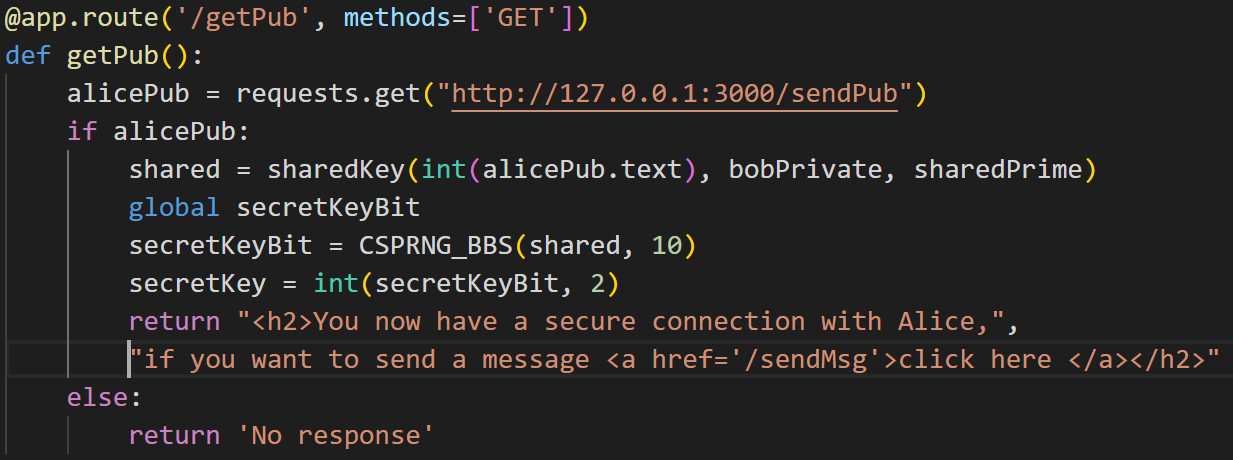 @app.route('/getPub', methods=['GET'])
def getPub():
    alicePub = requests.get("http://127.0.0.1:3000/sendPub")
    if alicePub:
        shared = sharedKey(int(alicePub.text), bobPrivate, sharedPrime)
        global secretKeyBit
        secretKeyBit = CSPRNG_BBS(shared, 10)
        secretKey = int(secretKeyBit, 2)
        return "<h2>You now have a secure connection with Alice,",
        "if you want to send a message <a href='/sendMsg'>click here </a></h2>"
    else:
        return 'No response'